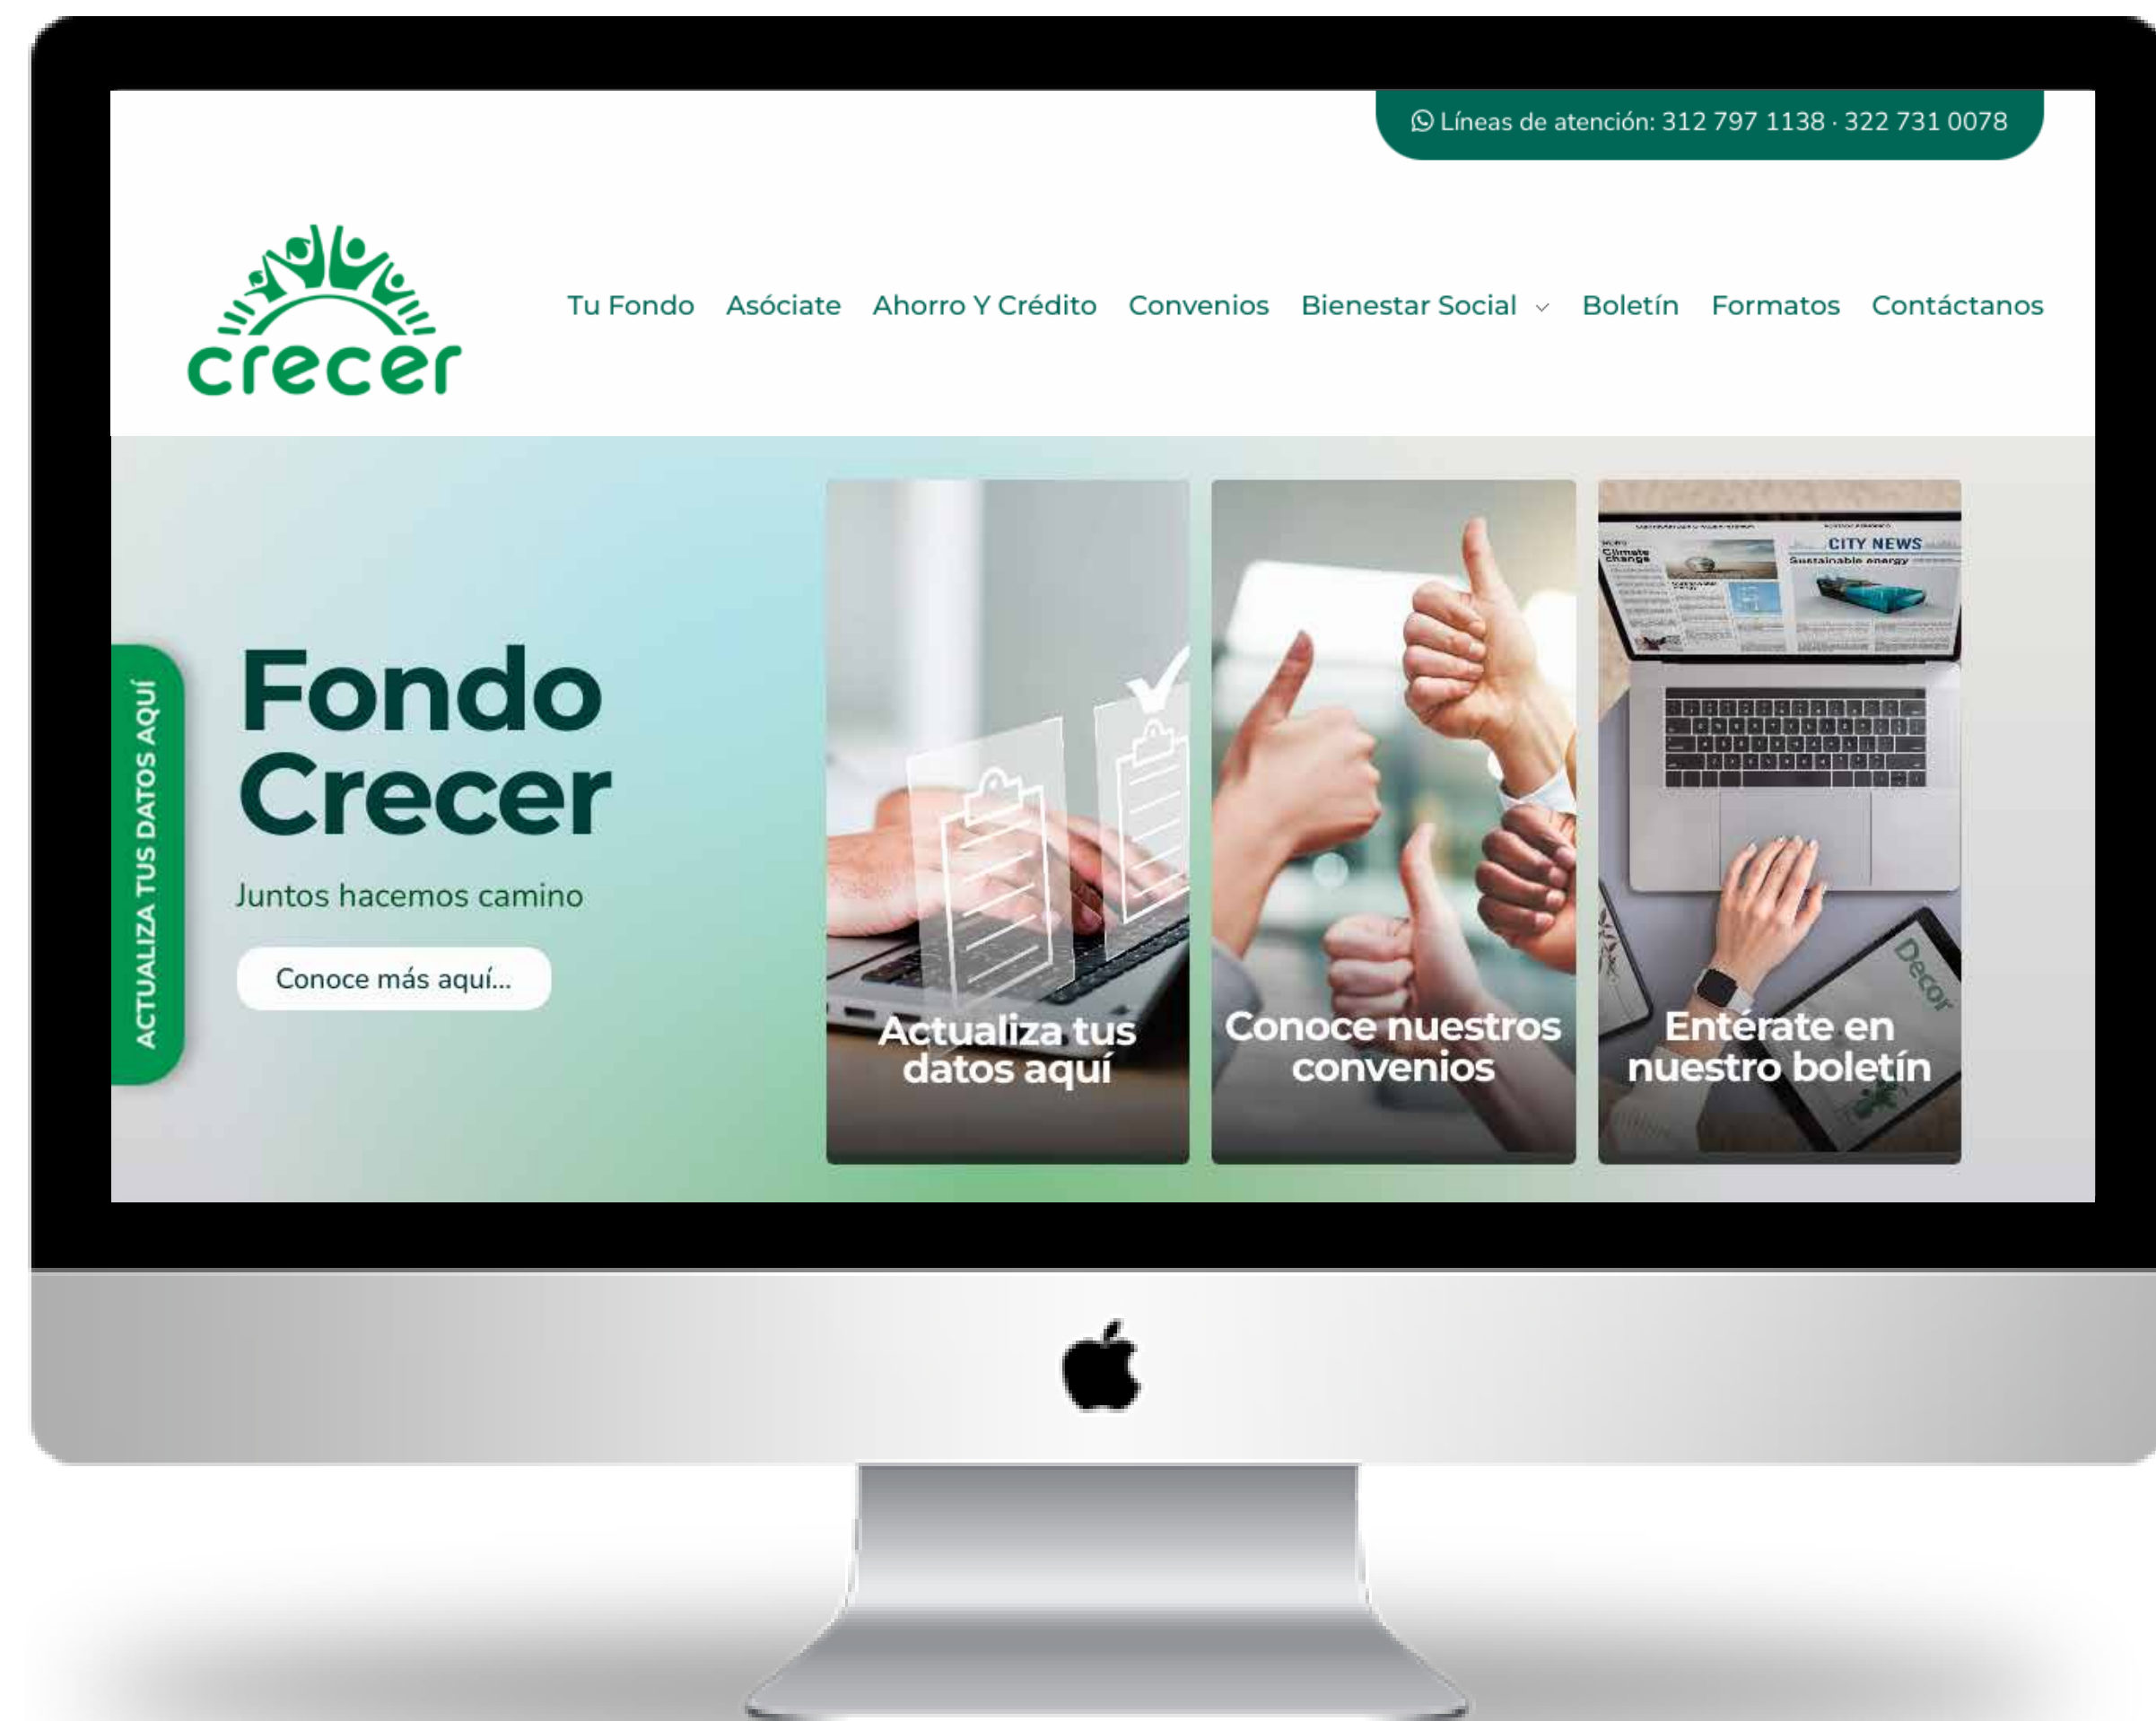 Líneas de atención: 312 797 1138 · 322 731 0078
crecer
Tu Fondo Asóciate Ahorro Y Crédito Convenios Bienestar Social Boletín Formatos Contáctanos
ACTUALIZA TUS DATOS AQUÍ
Fondo
Crecer
Juntos hacemos camino
Conoce más aquí...
Actualiza tus
datos aquí
Conoce nuestros
convenios
Climate
change
CITY NEWS
Sustainable energy
Decor
Entérate en
nuestro boletín